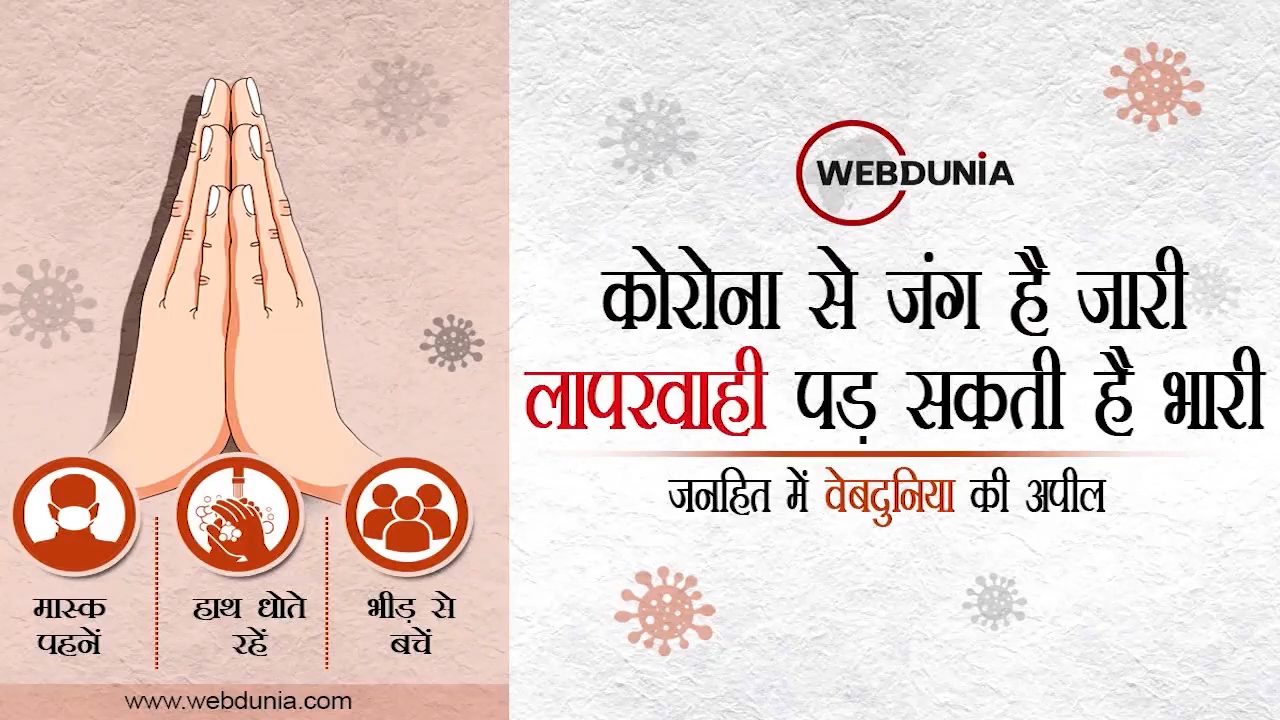 WEBDUNIA
कोरोना से जंग है जारी
लापरवाही पड़ सकती है भारी
जनहित में वेबदुनिया की अपील
मास्क
पहनें
हाथ धोते
रहें
भीड़ से
बचें
www.webdunia.com